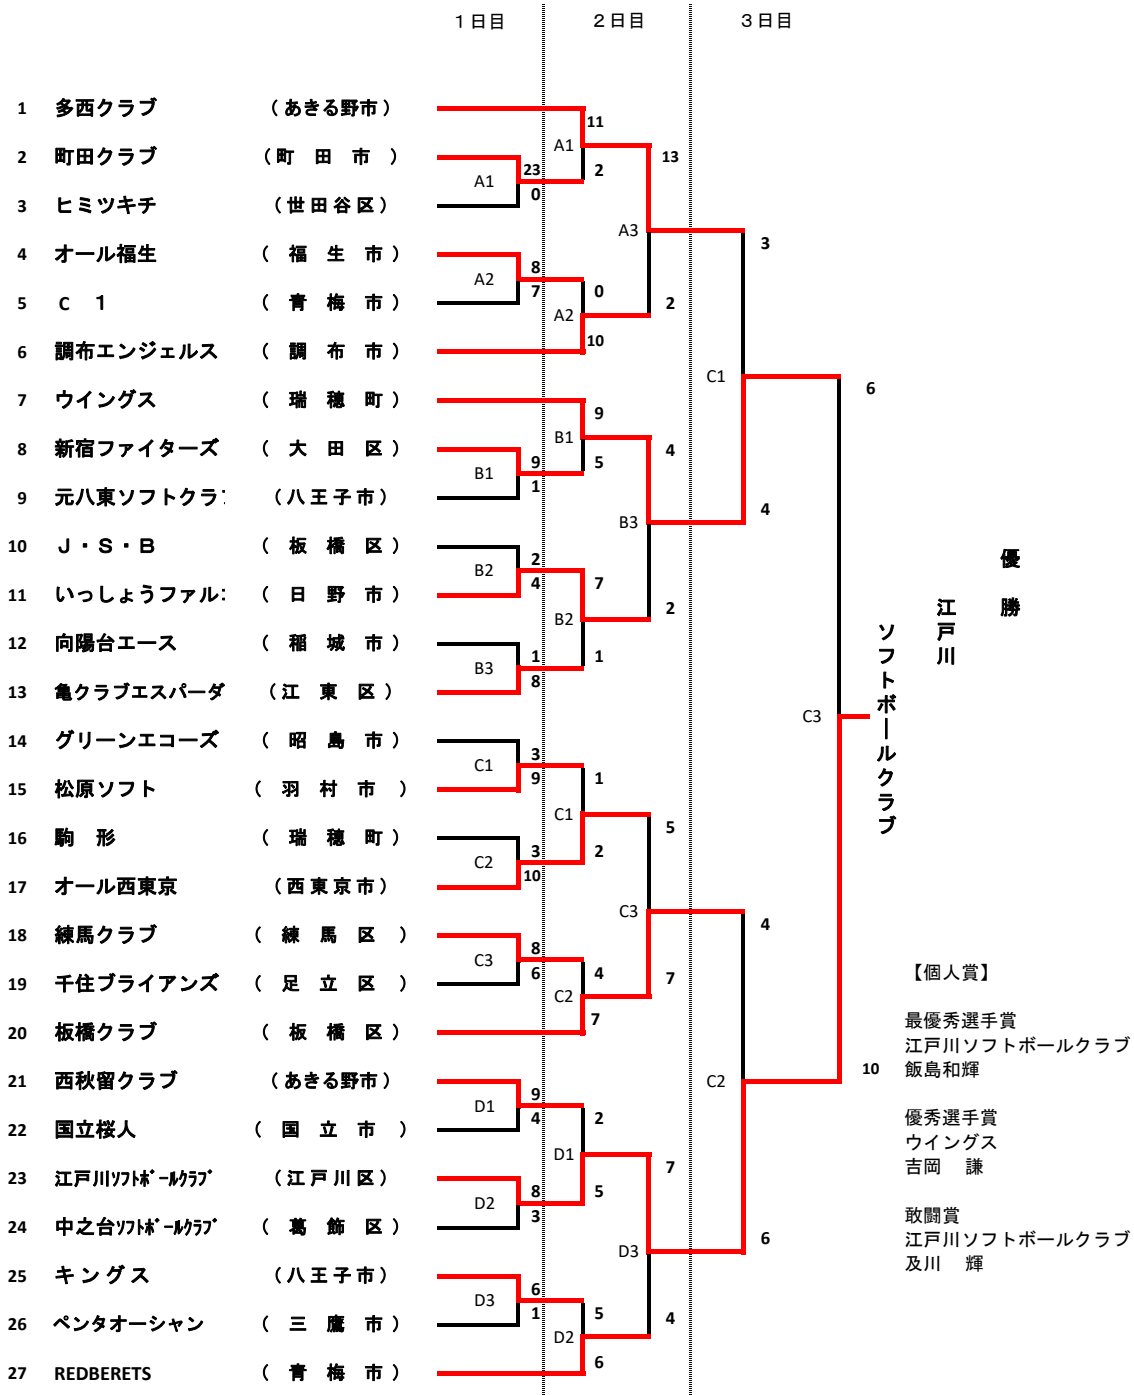 1日目 2日目 3日目
1 多西クラブ (あきる野市)
2 町田クラブ (町田市)
3 ヒミツキチ (世田谷区)
4 オール福生 (福生市)
5 C 1 (青梅市)
6 調布エンジェルス (調布市)
7 ウイングス (瑞穂町)
8 新宿ファイターズ (大田区)
9 元八東ソフトクラ (八王子市)
10 J・S・B (板橋区)
11 いっしょうファル (日野市)
12 向陽台エース (稲城市)
13 亀クラブエスパーダ (江東区)
14 グリーンエコーズ (昭島市)
15 松原ソフト (羽村市)
16 駒 形 (瑞穂町)
17 オール西東京 (西東京市)
18 練馬クラブ (練馬区)
19 千住ブライアンズ (足立区)
20 板橋クラブ (板橋区)
21 西秋留クラブ (あきる野市)
22 国立桜人 (国立市)
23 江戸川ソフトボールクラブ (江戸川区)
24 中之台ソフトボールクラブ (葛飾区)
25 キングス (八王子市)
26 ペンタオーシャン (三鷹市)
27 REDBERETS (青梅市)
A1 23 0
A2 8 7
B1 9 1
B2 2 4
B3 1 8
C1 3 9
C2 3 10
C3 8 6
D1 9 4
D2 8 3
D3 6 1
A1 11 2
A2 0 10
B1 9 5
B2 7 1
C1 1 2
C2 4 7
D1 2 5
D2 5 6
A3 13 2
B3 4 2
C3 5 7
D3 7 4
C1 3 4
C2 4 6
C3 6 10
優勝
江戸川
ソフトボールクラブ
【個人賞】
最優秀選手賞
江戸川ソフトボールクラブ
飯島和輝
優秀選手賞
ウイングス
吉岡 謙
敢闘賞
江戸川ソフトボールクラブ
及川 輝